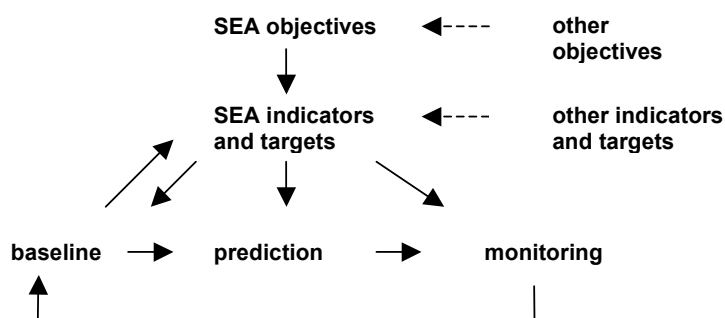 SEA objectives
other
objectives
SEA indicators
and targets
other indicators
and targets
baseline
prediction
monitoring